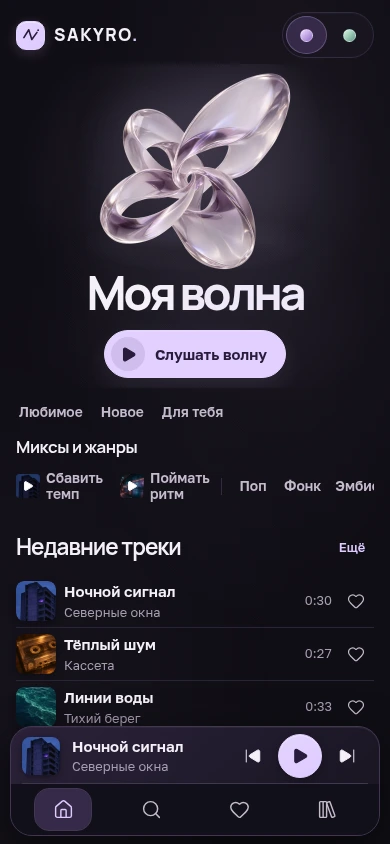 SAKYRO.
Моя волна
Слушать волну
Любимое Новое Для тебя
Миксы и жанры
Сбавить темп
Поймать ритм
Поп Фонк
Недавние треки Ещё
Ночной сигнал
Северные окна
0:30
Тёплый шум
Кассета
0:27
Линии воды
Тихий берег
0:33
Ночной сигнал
Северные окна